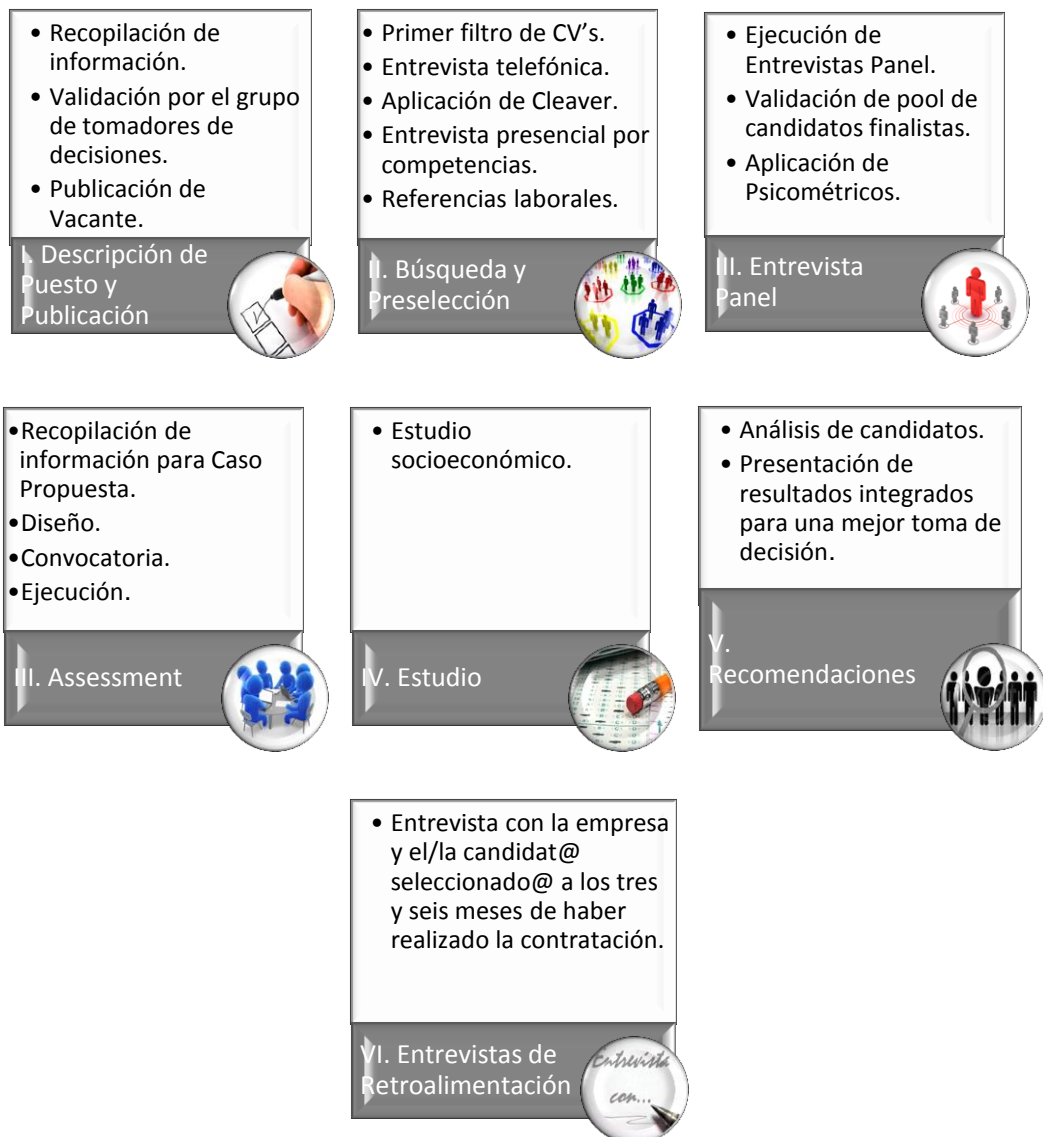 • Recopilación de
información.
• Validación por el grupo
de tomadores de
decisiones.
• Publicación de
Vacante.
I. Descripción de
Puesto y
Publicación
• Primer filtro de CV's.
• Entrevista telefónica.
• Aplicación de Cleaver.
• Entrevista presencial por
competencias.
• Referencias laborales.
II. Búsqueda y
Preselección
• Ejecución de
Entrevistas Panel.
• Validación de pool de
candidatos finalistas.
• Aplicación de
Psicométricos.
III. Entrevista
Panel
•Recopilación de
información para Caso
Propuesta.
•Diseño.
•Convocatoria.
•Ejecución.
III. Assessment
• Estudio
socioeconómico.
IV. Estudio
• Análisis de candidatos.
• Presentación de
resultados integrados
para una mejor toma de
decisión.
V.
Recomendaciones
• Entrevista con la empresa
y el/la candidat@
seleccionado@ a los tres
y seis meses de haber
realizado la contratación.
VI. Entrevistas de
Retroalimentación
Entrevista
con...